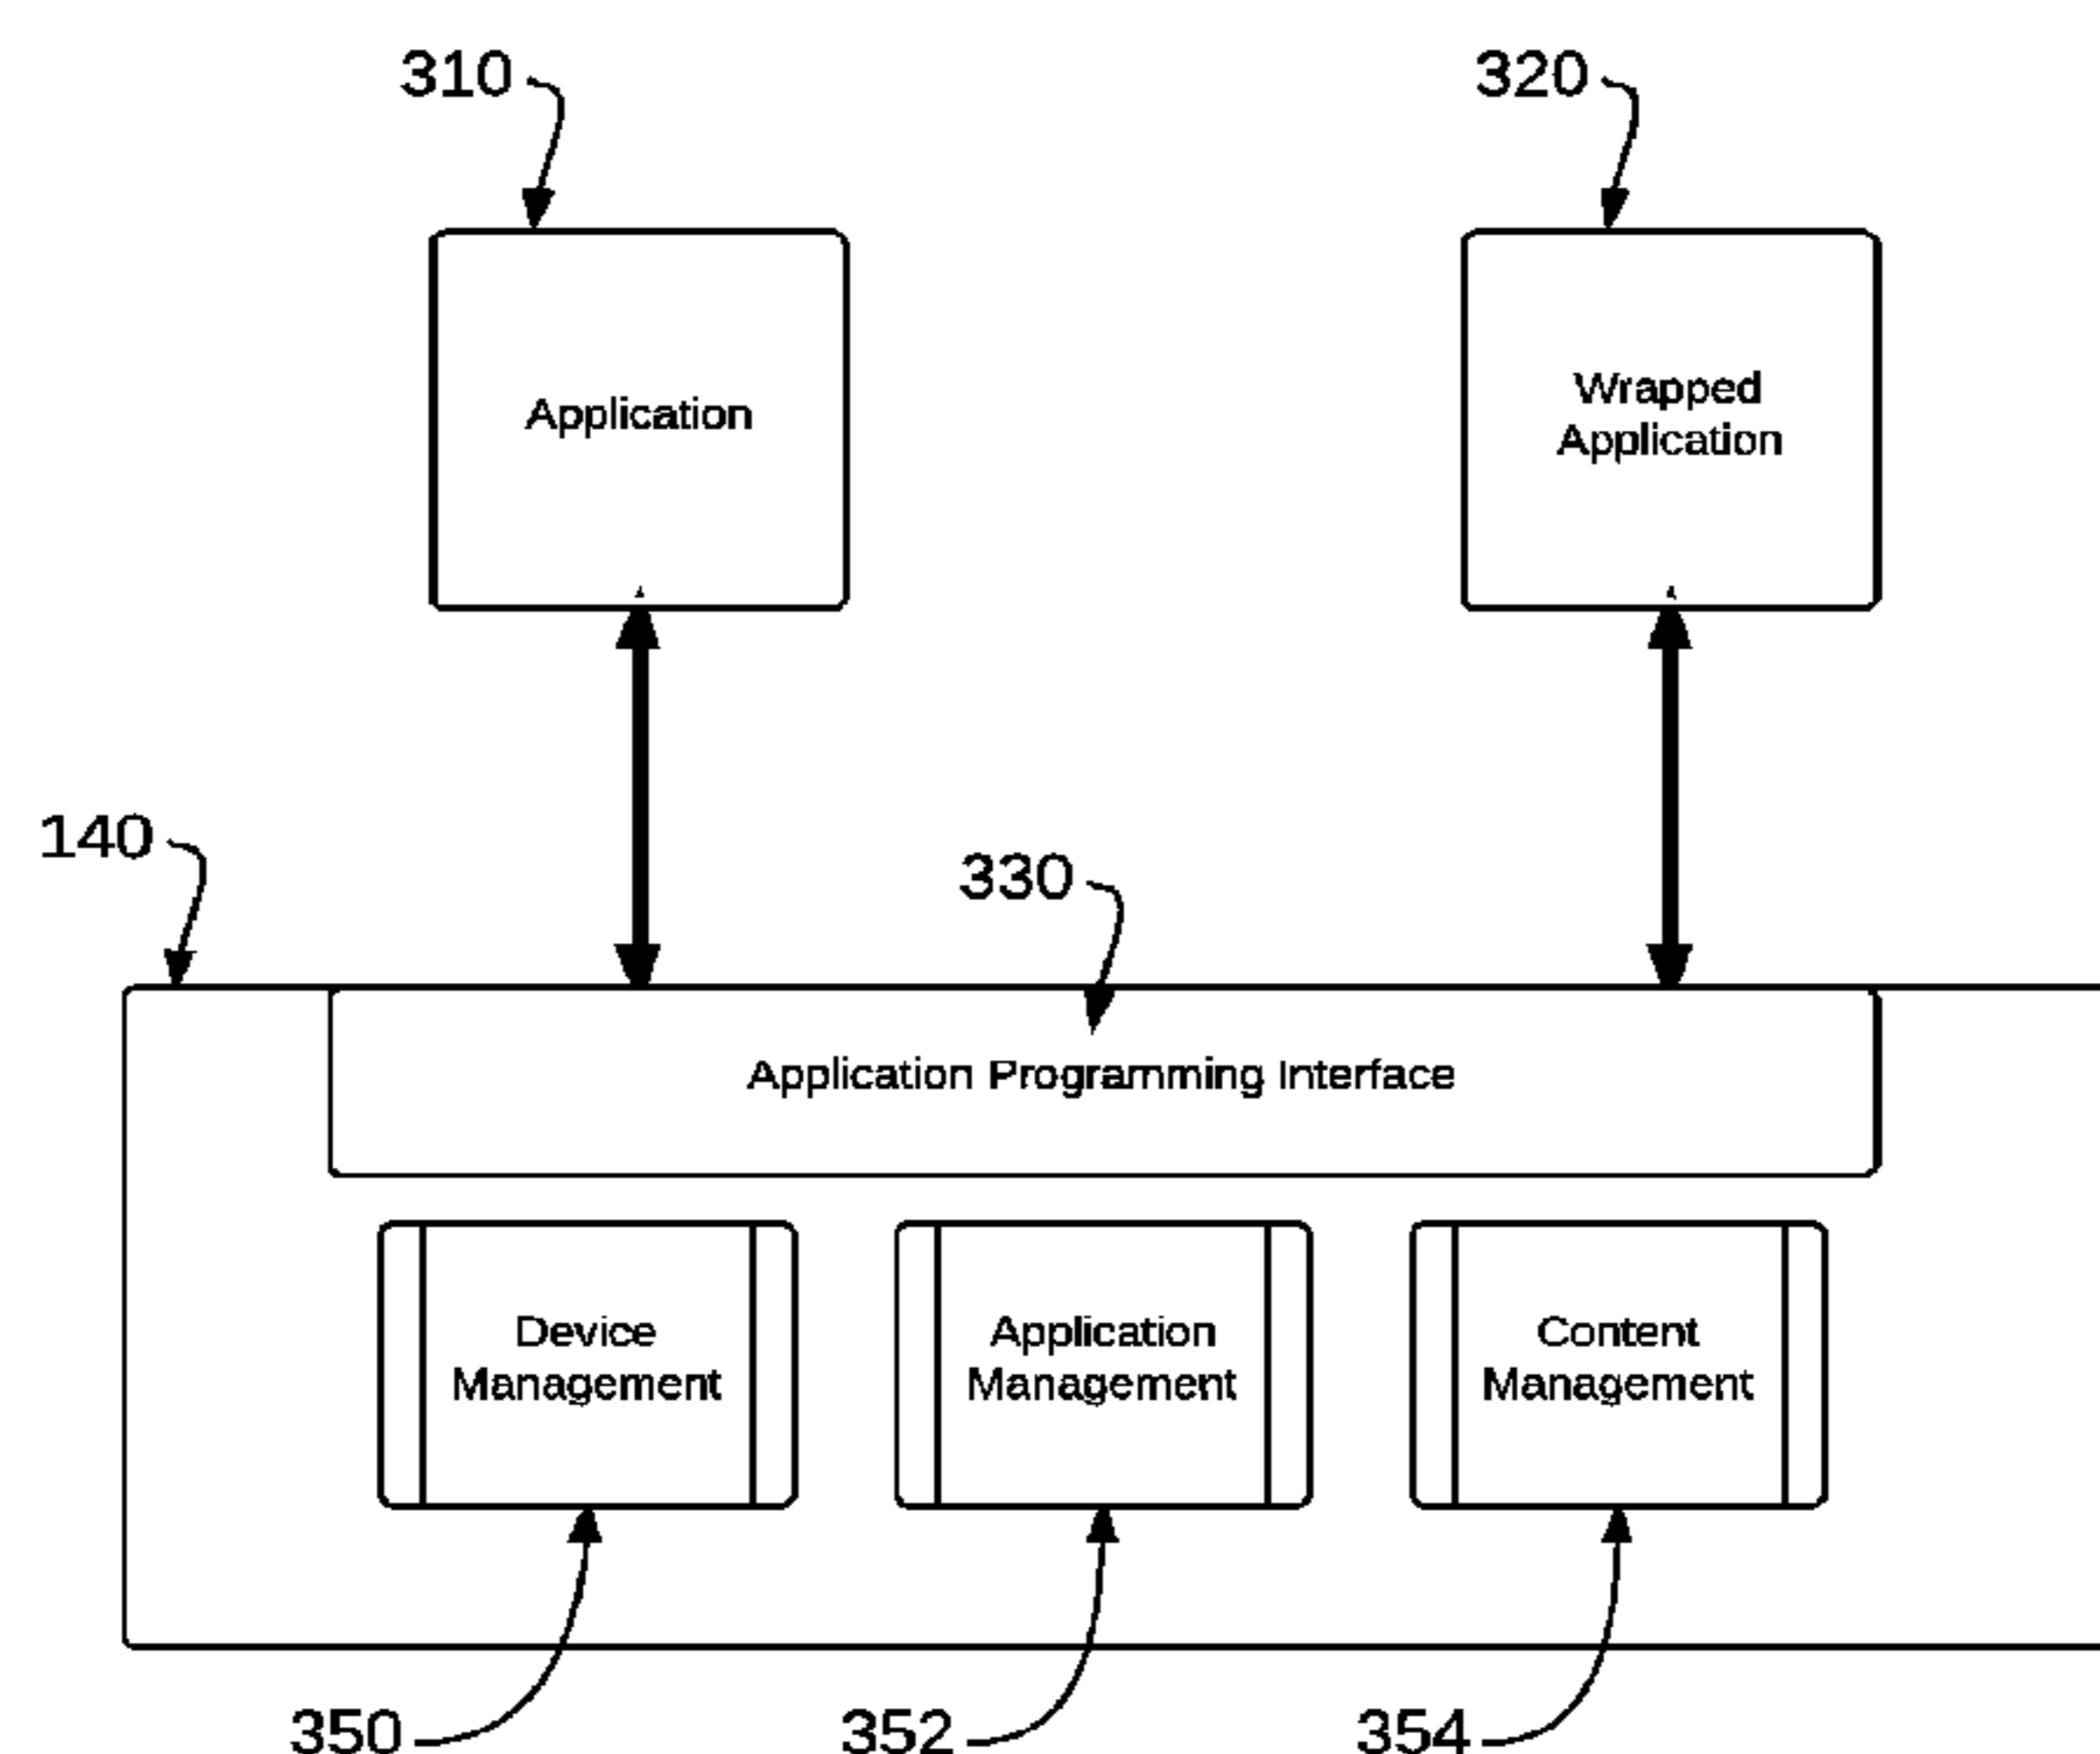 310
320
Application
Wrapped
Application
140
330
Application Programming Interface
Device
Management
Application
Management
Content
Management
350
352
354